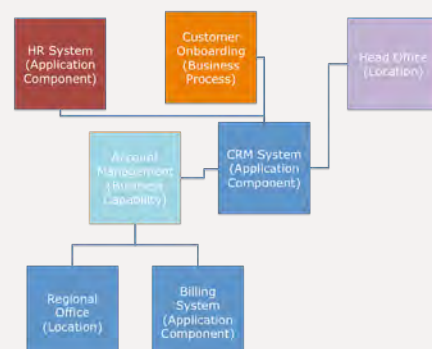 HR System
(Application
Component)
Customer
Onboarding
(Business
Process)
Head Office
(Location)
Account
Management
(Business
Capability)
CRM System
(Application
Component)
Regional
Office
(Location)
Billing
System
(Application
Component)